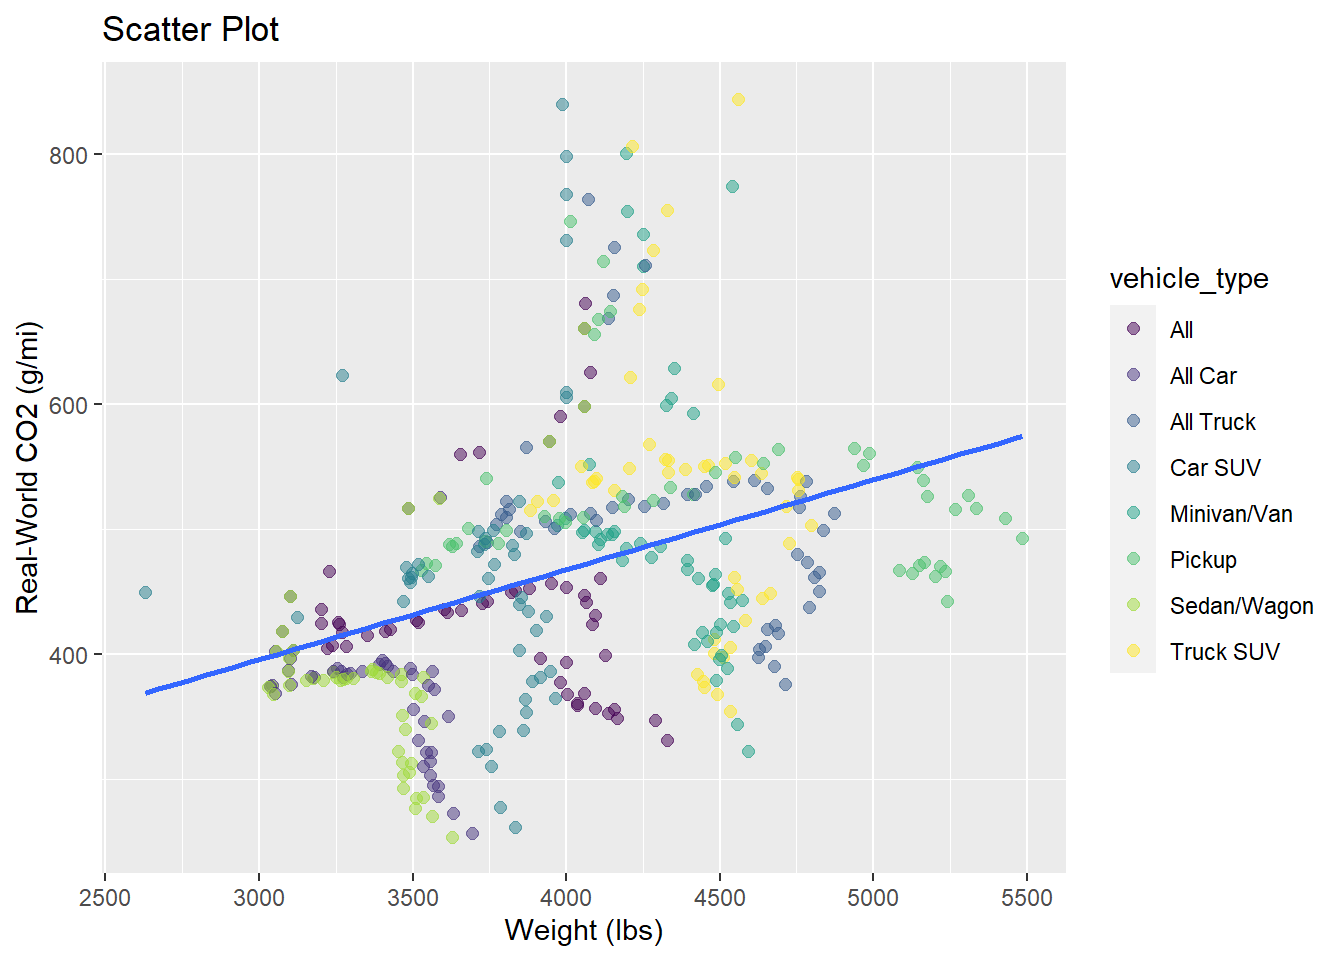 Scatter Plot
Real-World CO2 (g/mi)
800
600
400
2500 3000 3500 4000 4500 5000 5500
Weight (lbs)
vehicle_type
All
All Car
All Truck
Car SUV
Minivan/Van
Pickup
Sedan/Wagon
Truck SUV